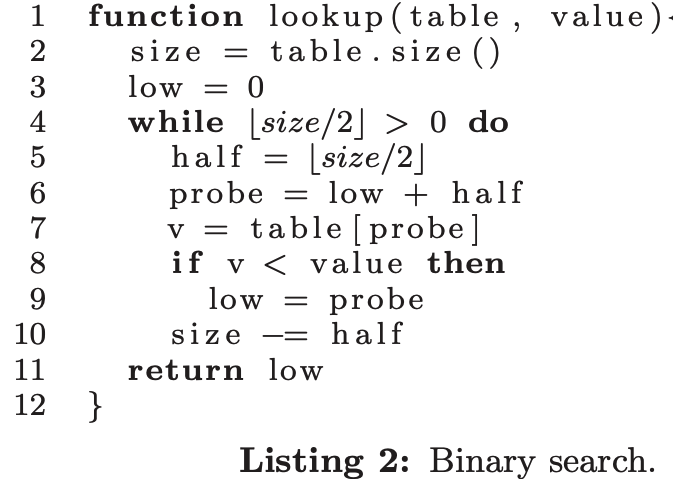 1 function lookup(table, value){
2 size = table.size()
3 low = 0
4 while ⌊size/2⌋ > 0 do
5 half = ⌊size/2⌋
6 probe = low + half
7 v = table[probe]
8 if v < value then
9 low = probe
10 size -= half
11 return low
12 }
Listing 2: Binary search.